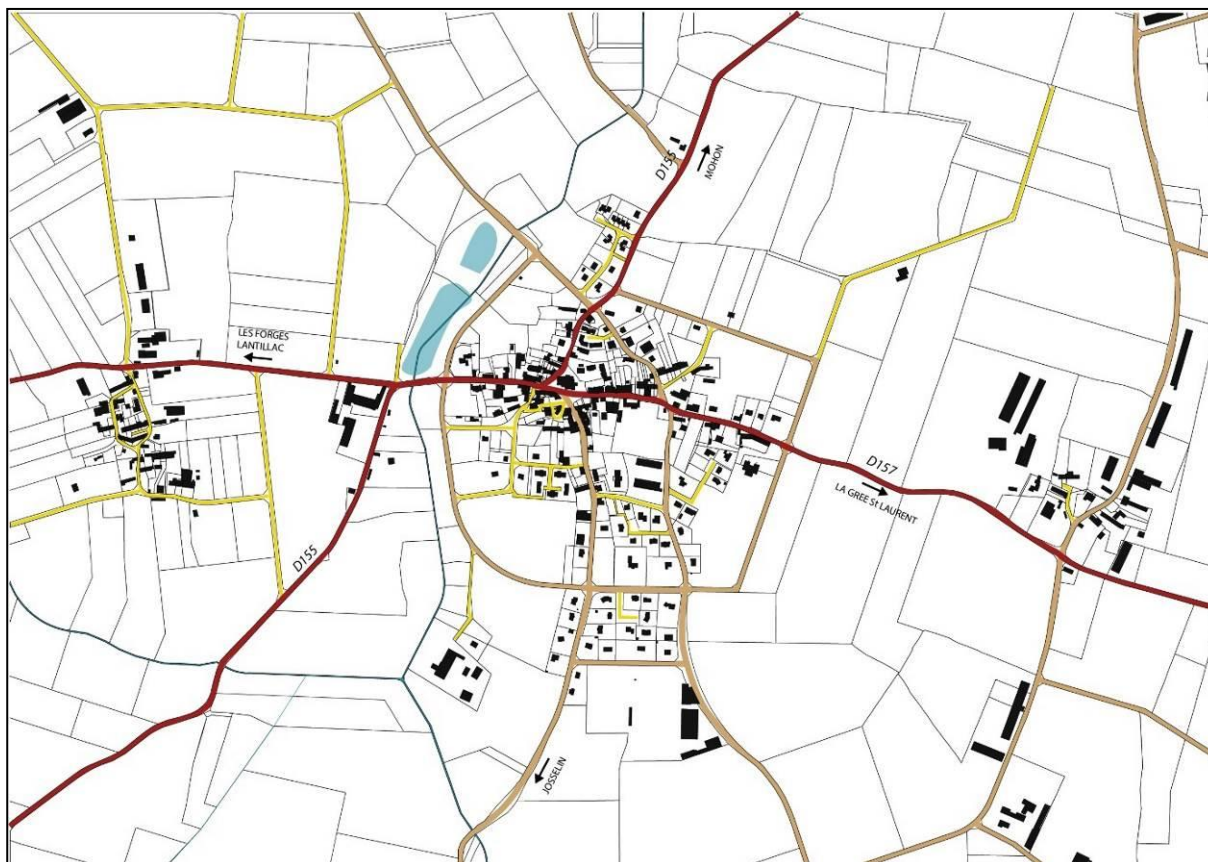 D155
MOHON
LES FORGES
LANTILLAC
D157
LA GREE St LAURENT
D155
JOSSELIN